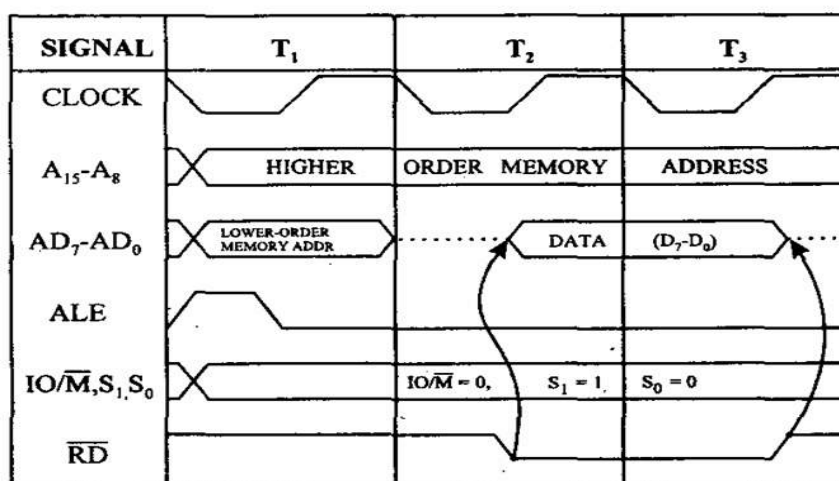 SIGNAL T₁ T₂ T₃
CLOCK
A₁₅-A₈ HIGHER ORDER MEMORY ADDRESS
AD₇-AD₀ LOWER-ORDER MEMORY ADDR DATA (D₇-D₀)
ALE
IO/M̅,S₁,S₀ IO/M̅ = 0, S₁ = 1 S₀ = 0
R̅D̅